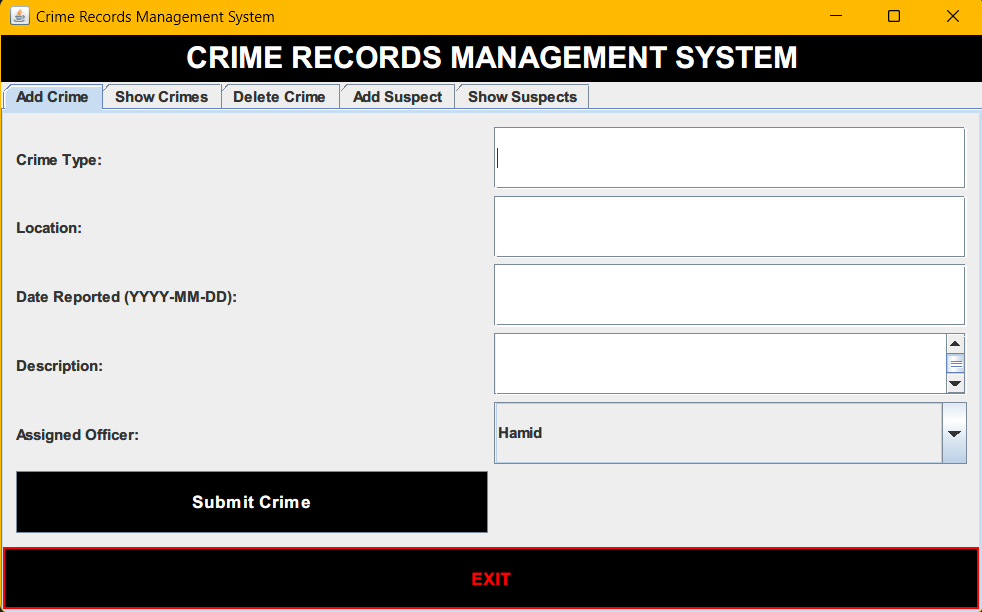 Crime Records Management System
CRIME RECORDS MANAGEMENT SYSTEM
Add Crime Show Crimes Delete Crime Add Suspect Show Suspects
Crime Type:
Location:
Date Reported (YYYY-MM-DD):
Description:
Assigned Officer: Hamid
Submit Crime
EXIT